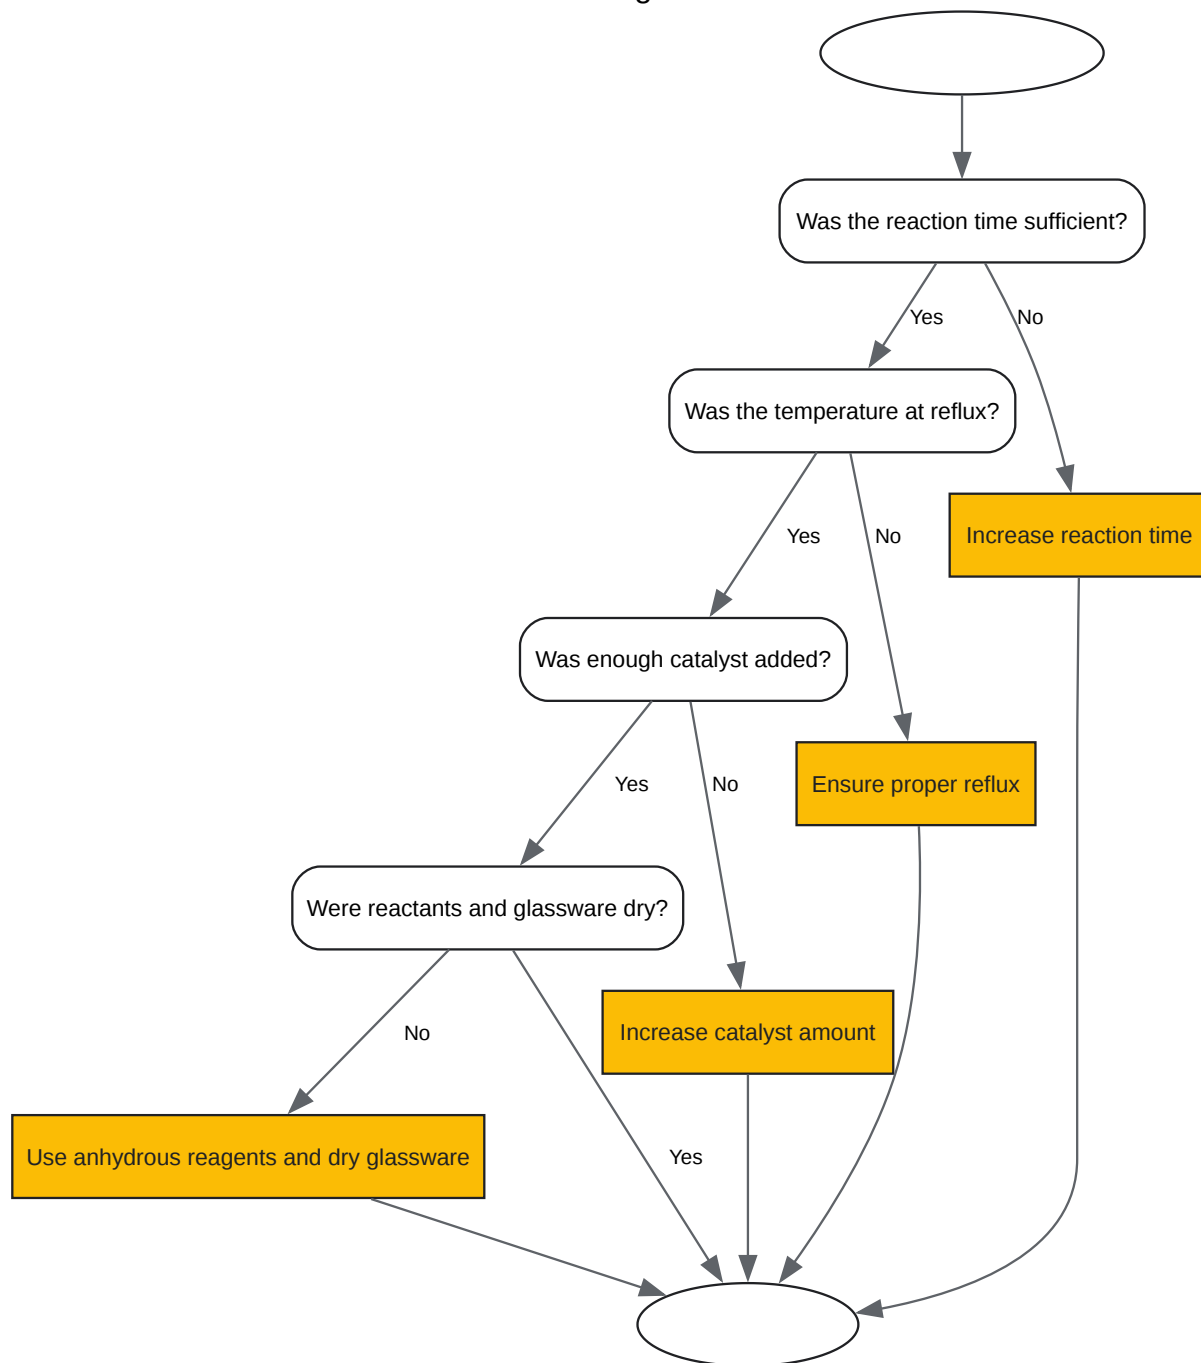 Was the reaction time sufficient?
Yes
No
Was the temperature at reflux?
Yes
No
Increase reaction time
Was enough catalyst added?
Yes
No
Ensure proper reflux
Were reactants and glassware dry?
No
Yes
Increase catalyst amount
Use anhydrous reagents and dry glassware